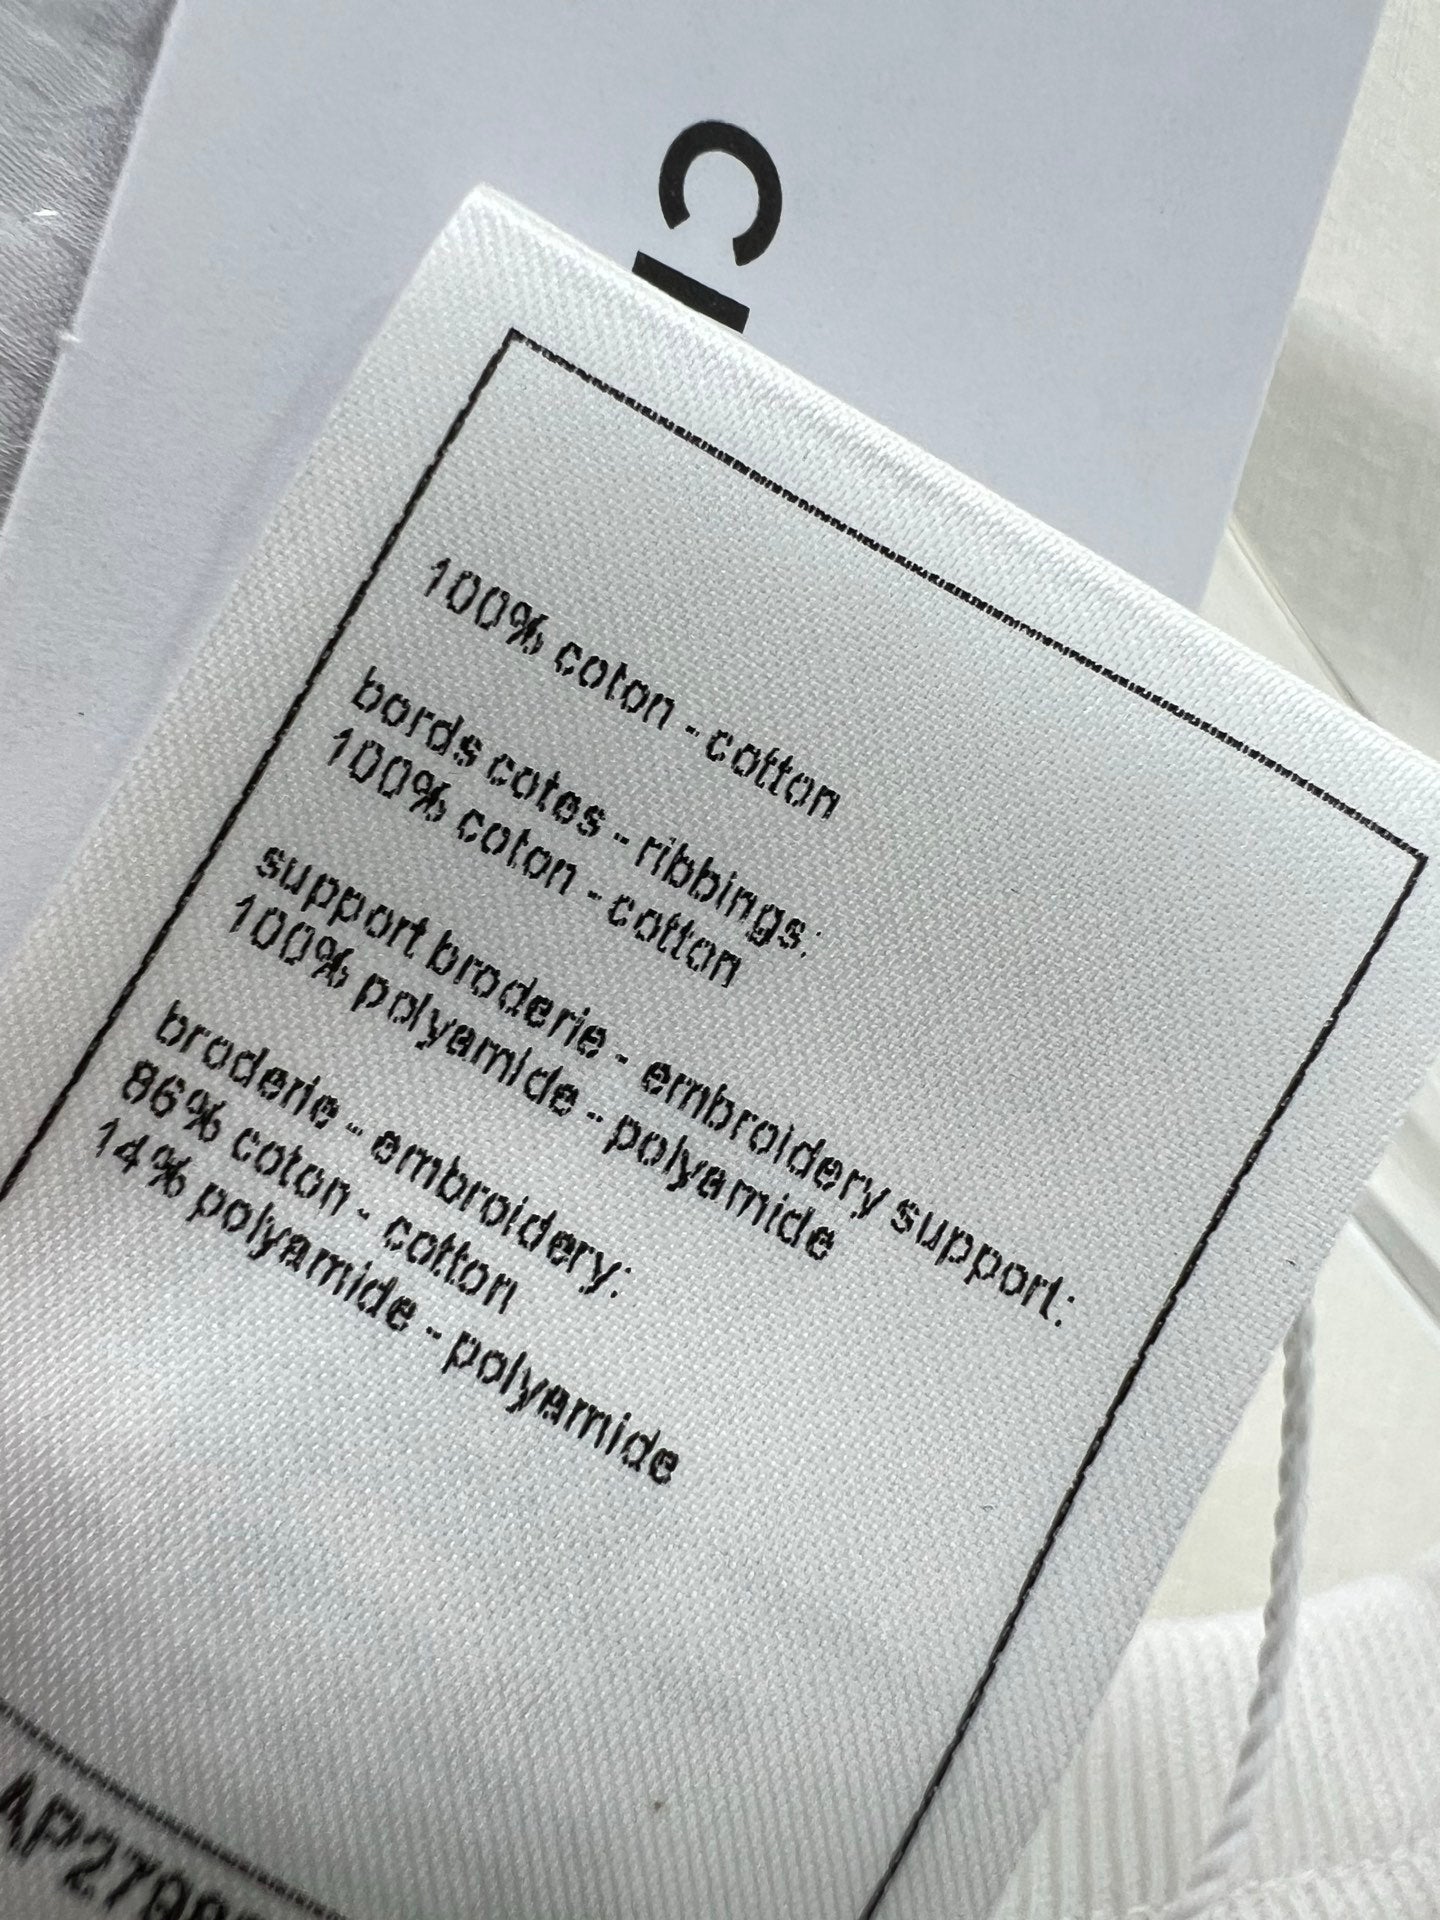 C
100% coton - cotton
bords cotes - ribbings:
100% coton - cotton
support broderie - embroidery support:
100% polyamide - polyamide
broderie - embroidery:
86% coton - cotton
14% polyamide - polyamide